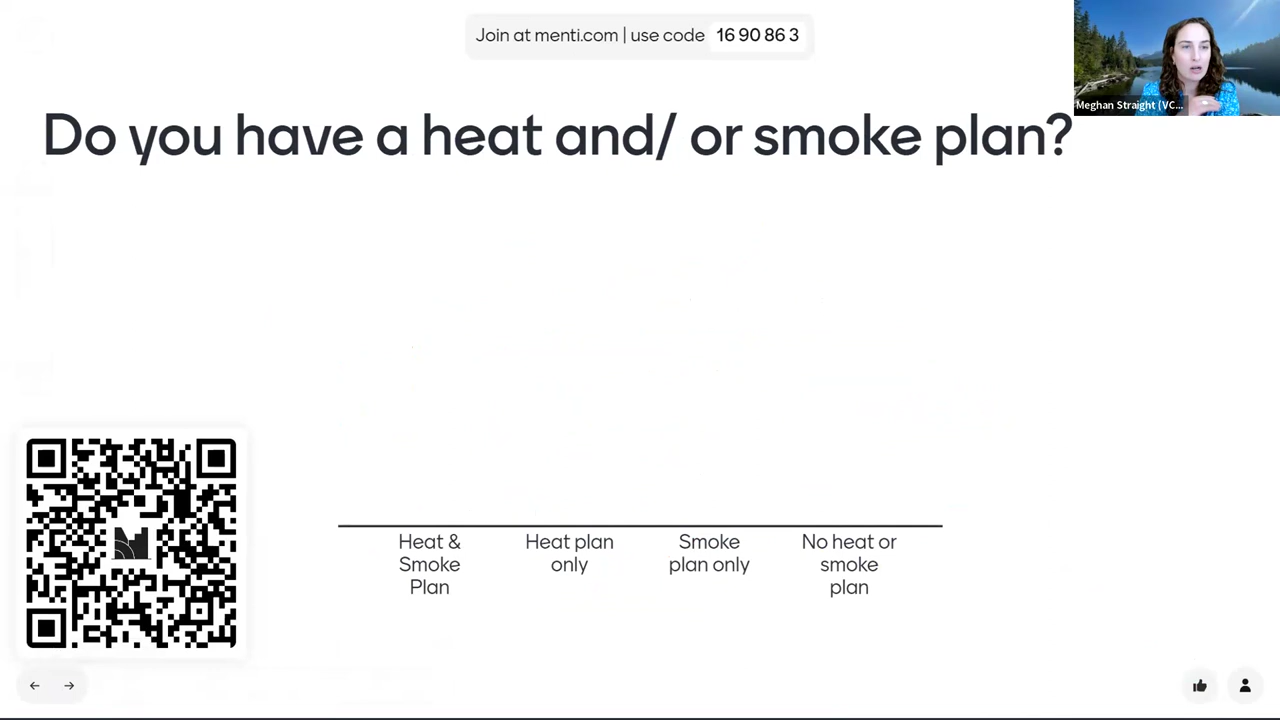 Join at menti.com | use code 16 90 86 3
Meghan Straight (VC...
Do you have a heat and/ or smoke plan?
Heat &
Smoke
Plan
Heat plan
only
Smoke
plan only
No heat or
smoke
plan